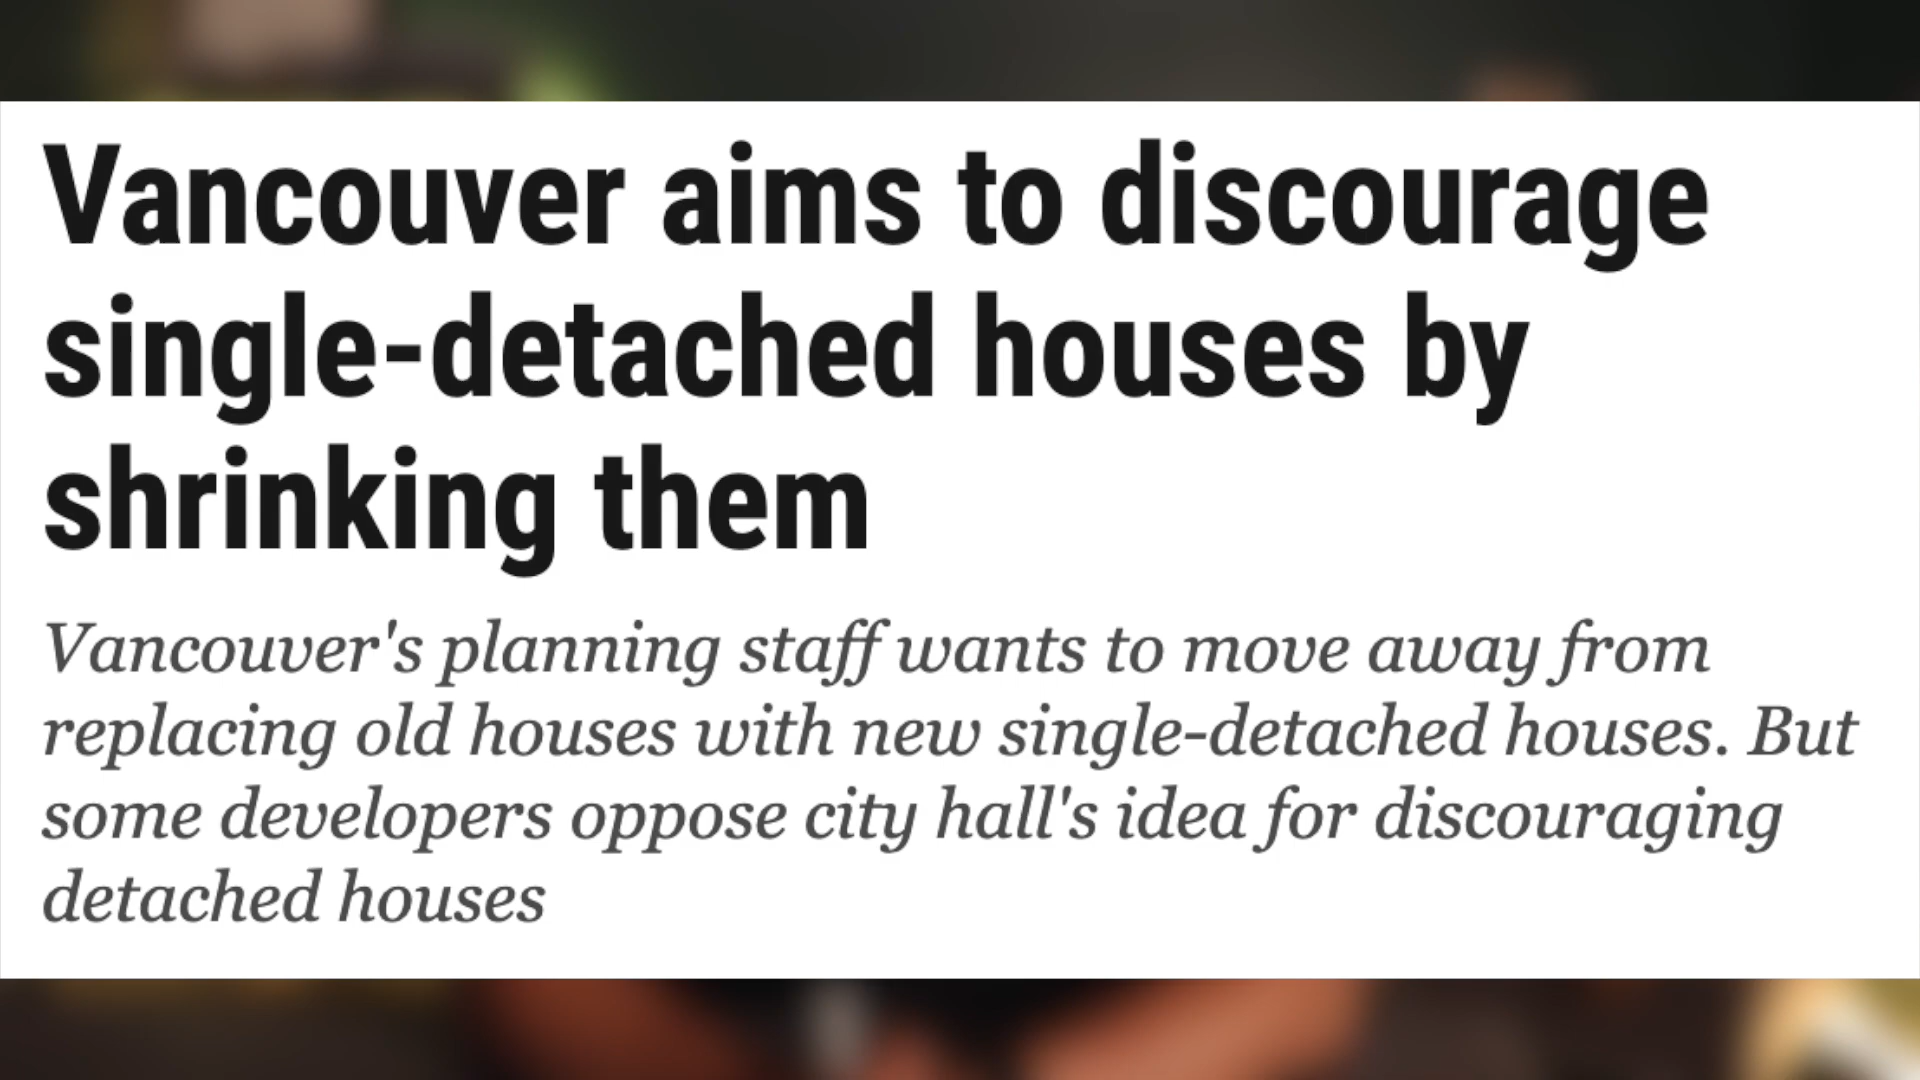 Vancouver aims to discourage
single-detached houses by
shrinking them
Vancouver's planning staff wants to move away from
replacing old houses with new single-detached houses. But
some developers oppose city hall's idea for discouraging
detached houses